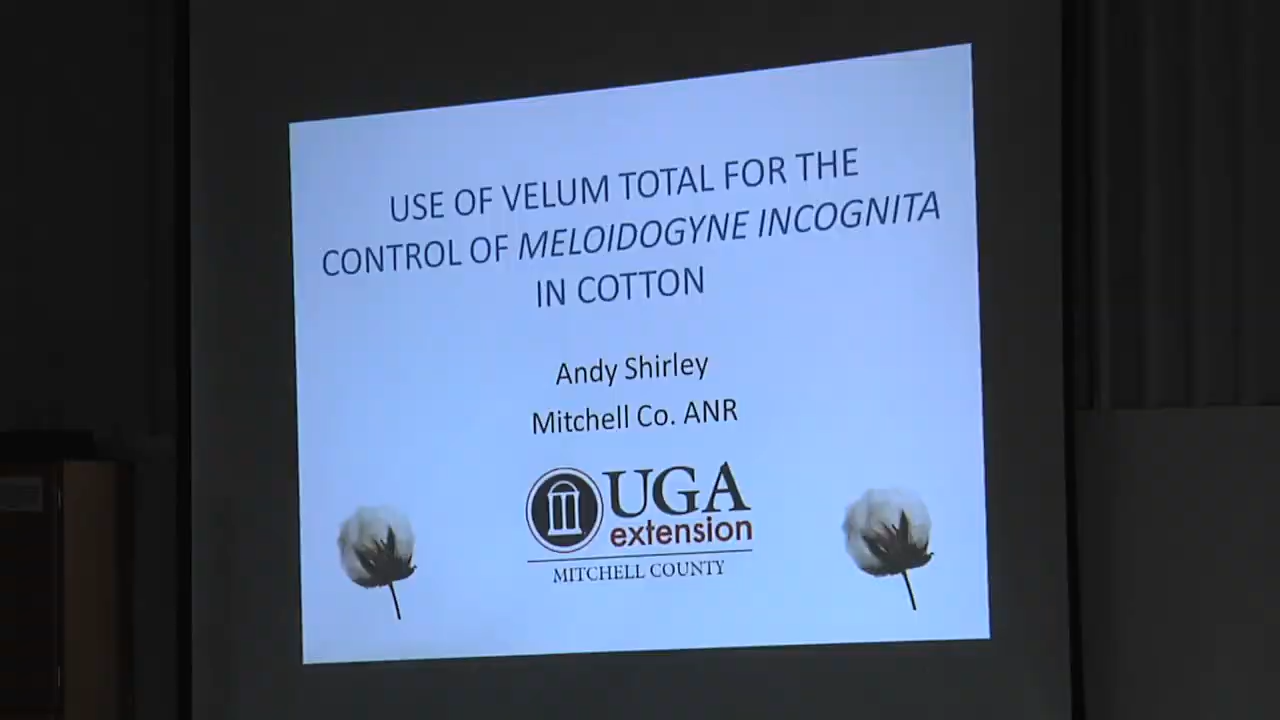 USE OF VELUM TOTAL FOR THE
CONTROL OF MELOIDOGYNE INCOGNITA
IN COTTON
Andy Shirley
Mitchell Co. ANR
UGA
extension
MITCHELL COUNTY